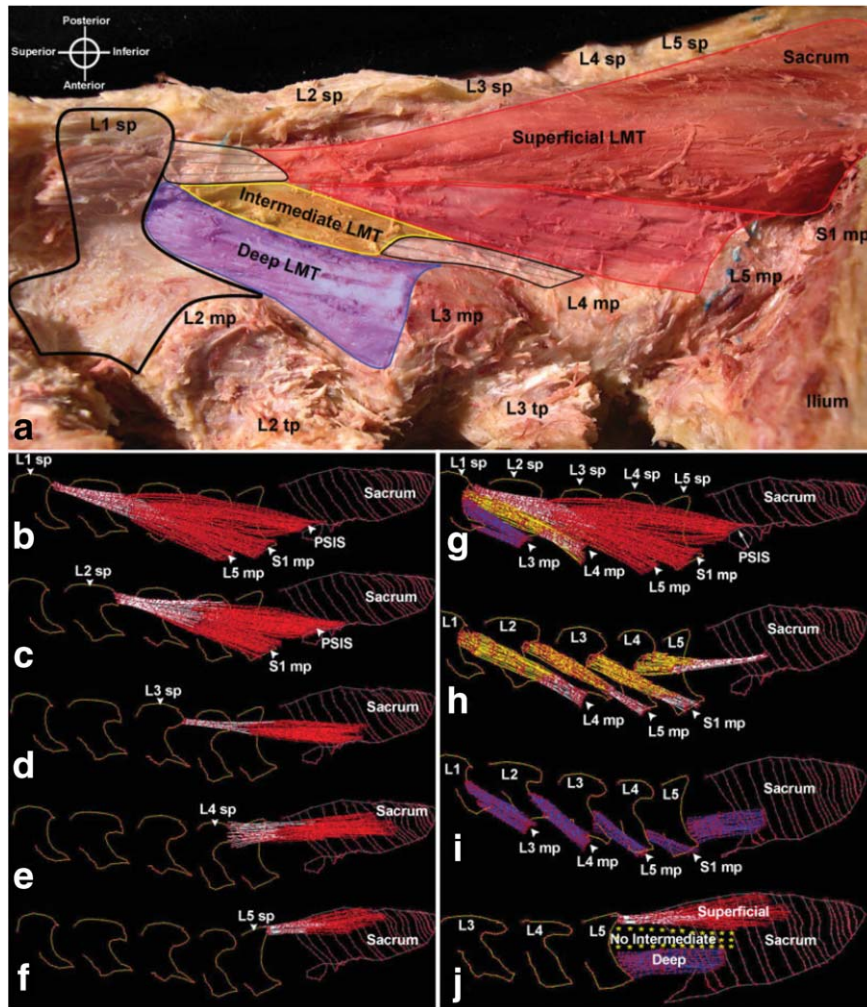 Posterior
Superior Inferior
Anterior
L1 sp
L2 sp
L3 sp
L4 sp
L5 sp
Sacrum
Superficial LMT
Intermediate LMT
Deep LMT
S1 mp
L5 mp
L4 mp
L3 mp
L2 mp
L2 tp
L3 tp
Ilium
a
L1 sp
Sacrum
PSIS
S1 mp
L5 mp
b
L2 sp
Sacrum
PSIS
S1 mp
c
L3 sp
Sacrum
d
L4 sp
Sacrum
e
L5 sp
Sacrum
f
L1 sp L2 sp L3 sp L4 sp L5 sp
Sacrum
PSIS
L3 mp L4 mp L5 mp S1 mp
g
L1 L2 L3 L4 L5
Sacrum
L4 mp L5 mp S1 mp
h
L1 L2 L3 L4 L5
Sacrum
L3 mp L4 mp L5 mp S1 mp
i
L3 L4 L5
Superficial
No Intermediate
Sacrum
Deep
j